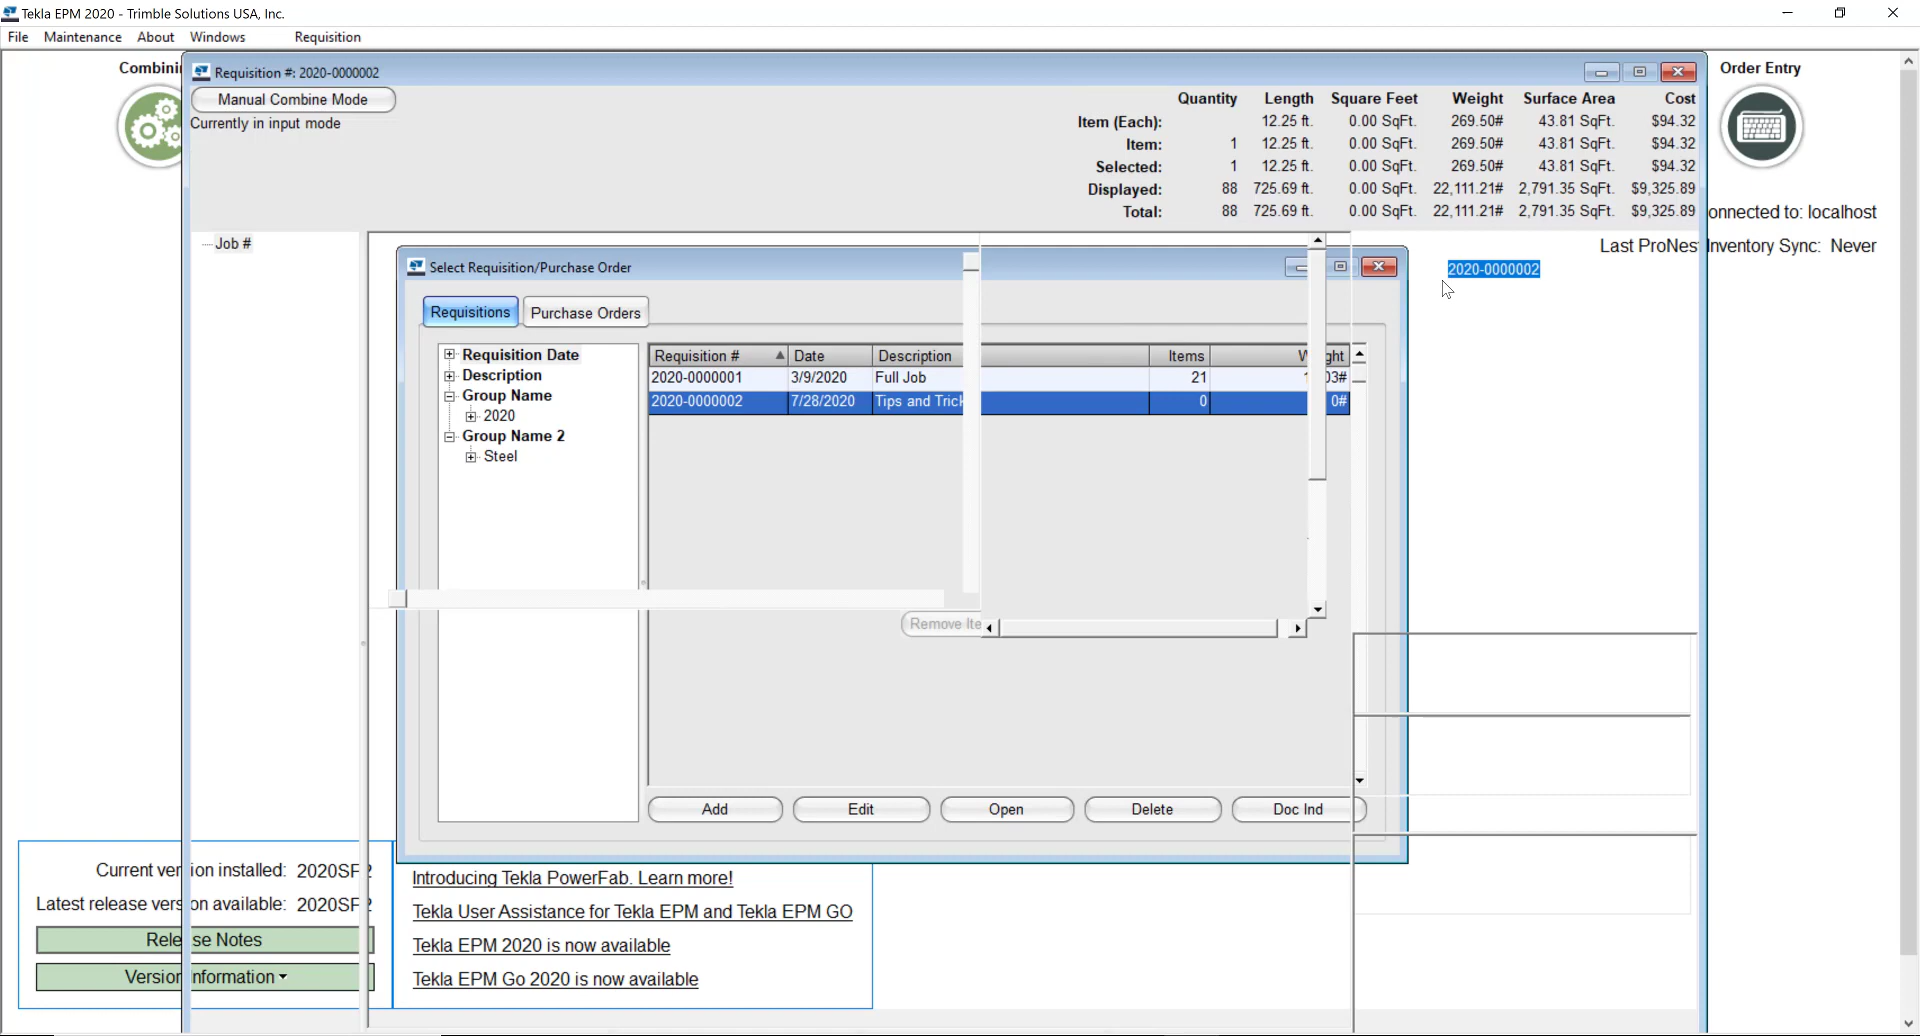 Tekla EPM 2020 - Trimble Solutions USA, Inc.
File Maintenance About Windows Requisition
Combini
Order Entry
Requisition #: 2020-0000002
Manual Combine Mode
Currently in input mode
Quantity Length Square Feet Weight Surface Area Cost
Item (Each): 12.25 ft. 0.00 SqFt. 269.50# 43.81 SqFt. $94.32
Item: 1 12.25 ft. 0.00 SqFt. 269.50# 43.81 SqFt. $94.32
Selected: 1 12.25 ft. 0.00 SqFt. 269.50# 43.81 SqFt. $94.32
Displayed: 88 725.69 ft. 0.00 SqFt. 22,111.21# 2,791.35 SqFt. $9,325.89
Total: 88 725.69 ft. 0.00 SqFt. 22,111.21# 2,791.35 SqFt. $9,325.89
onnected to: localhost
Last ProNest Inventory Sync: Never
Job #
2020-0000002
Select Requisition/Purchase Order
Requisitions Purchase Orders
Requisition Date
Description
Group Name
2020
Group Name 2
Steel
Requisition # Date Description Items W ght
2020-0000001 3/9/2020 Full Job 21 03#
2020-0000002 7/28/2020 Tips and Trick 0 0#
Remove Ite
Add Edit Open Delete Doc Ind
Current ver ion installed: 2020SP2
Latest release version available: 2020SP2
Rele se Notes
Version nformation
Introducing Tekla PowerFab. Learn more!
Tekla User Assistance for Tekla EPM and Tekla EPM GO
Tekla EPM 2020 is now available
Tekla EPM Go 2020 is now available